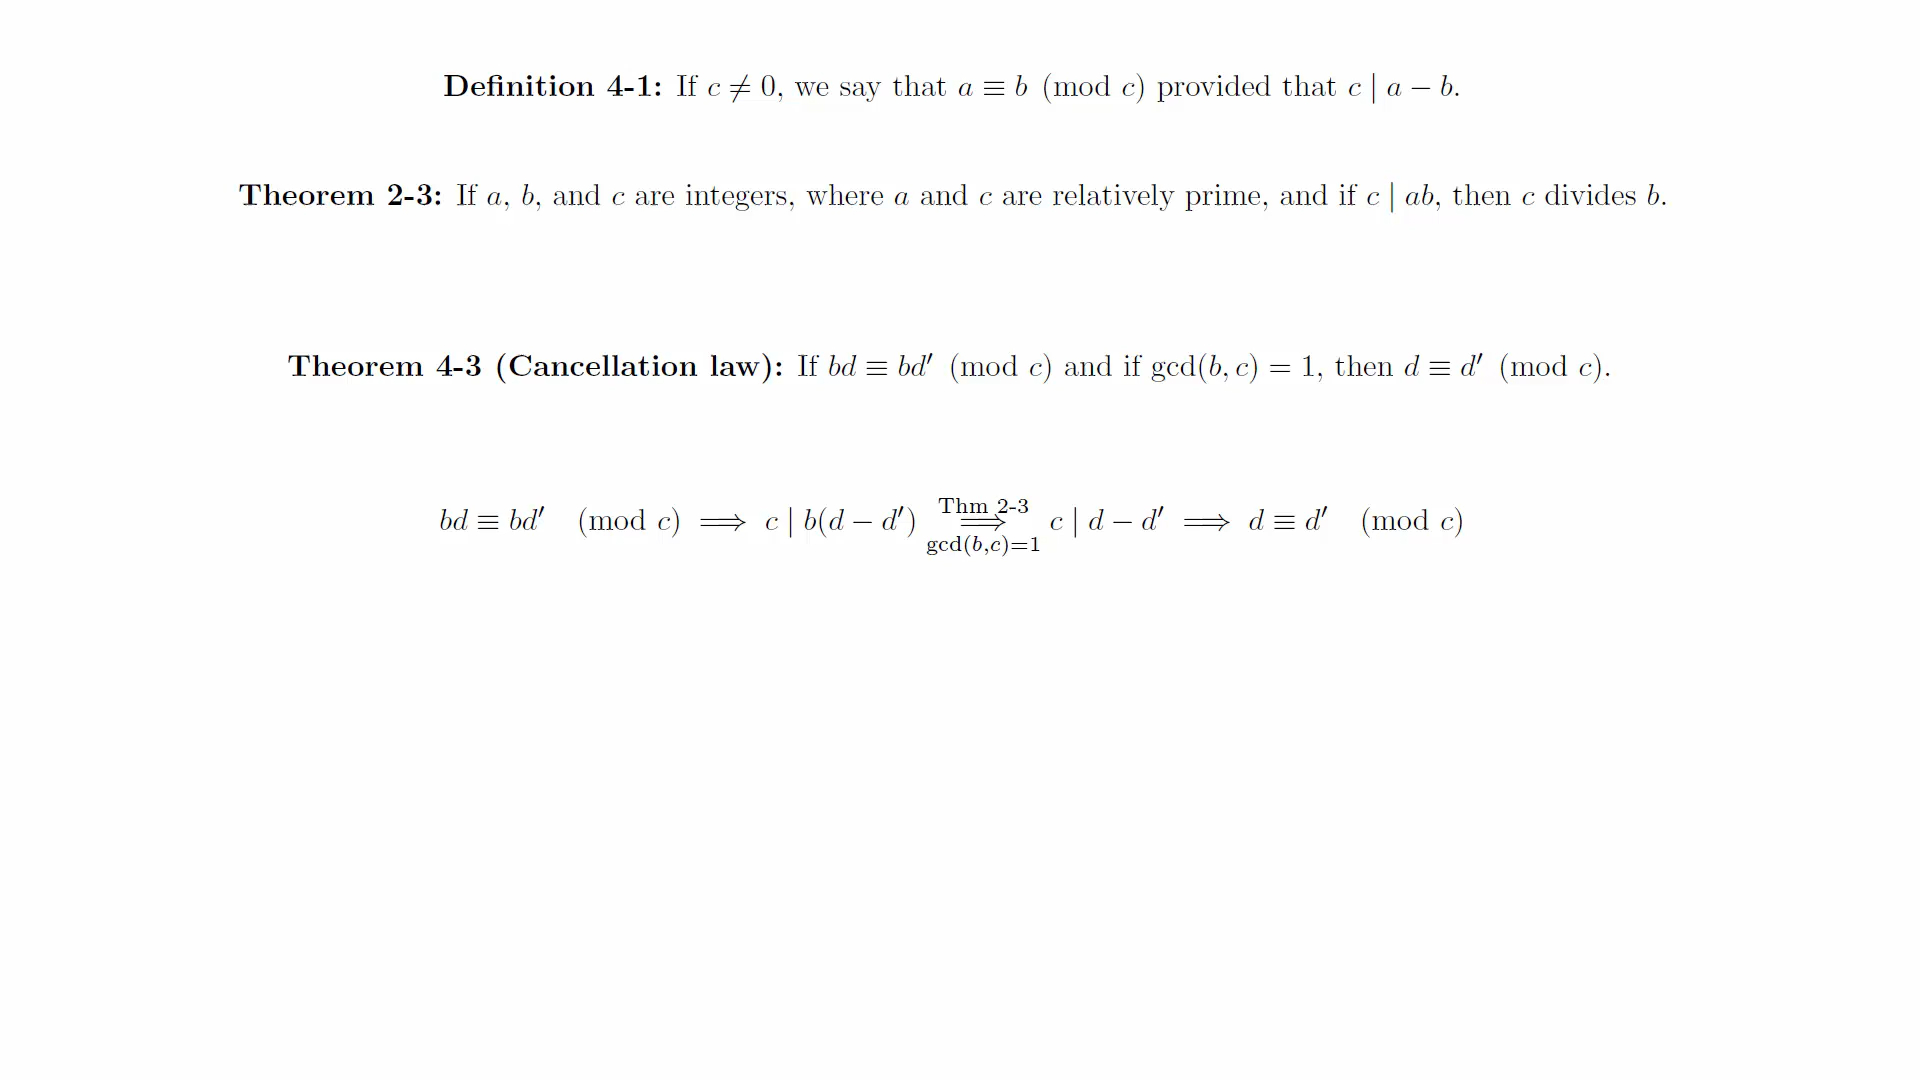 Definition 4-1: If c ≠ 0, we say that a ≡ b (mod c) provided that c | a − b.
Theorem 2-3: If a, b, and c are integers, where a and c are relatively prime, and if c | ab, then c divides b.
Theorem 4-3 (Cancellation law): If bd ≡ bd′ (mod c) and if gcd(b, c) = 1, then d ≡ d′ (mod c).
bd ≡ bd′ (mod c) ⟹ c | b(d − d′) Thm 2-3 ⟹ gcd(b,c)=1 c | d − d′ ⟹ d ≡ d′ (mod c)